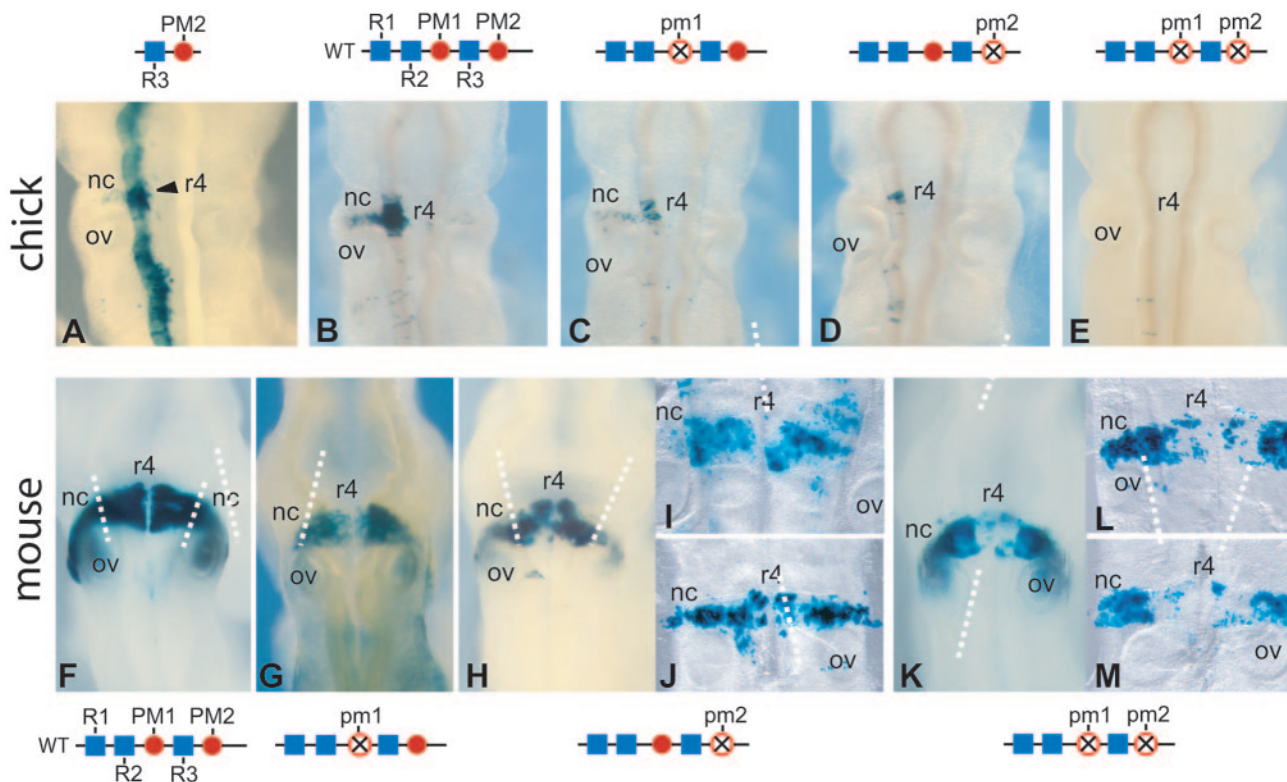 PM2
R3
R1 PM1 PM2
WT
R2 R3
pm1
pm2
pm1 pm2
chick
nc r4
ov
A
nc r4
ov
B
nc r4
ov
C
nc r4
ov
D
r4
ov
E
mouse
r4
nc nc
ov
F
r4
nc
ov
G
r4
nc
ov
H
r4
nc
ov
I
r4
nc
ov
J
r4
nc
ov
K
r4
nc
ov
L
r4
nc
ov
M
R1 PM1 PM2
WT
R2 R3
pm1
pm2
pm1 pm2